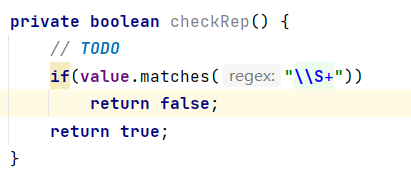 private boolean checkRep() {
    // TODO
    if(value.matches( regex: "\\S+"))
        return false;
    return true;
}